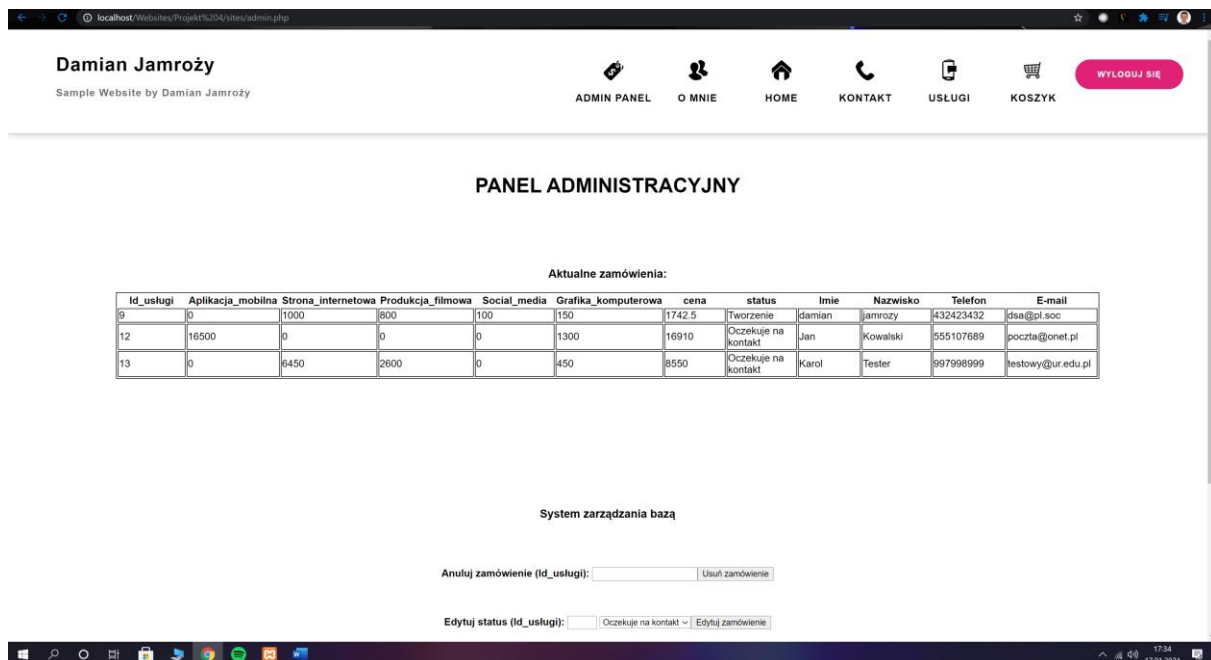 localhost/Websites/Projekt%204/sites/admin.php
Damian Jamroży
Sample Website by Damian Jamroży
ADMIN PANEL O MNIE HOME KONTAKT USŁUGI KOSZYK WYLOGUJ SIĘ
PANEL ADMINISTRACYJNY
Aktualne zamówienia:
Id_usługi Aplikacja_mobilna Strona_internetowa Produkcja_filmowa Social_media Grafika_komputerowa cena status Imie Nazwisko Telefon E-mail
9 0 1000 800 100 150 1742.5 Tworzenie damian jamrozy 432423432 dsa@pl.soc
12 16500 0 0 0 1300 16910 Oczekuje na kontakt Jan Kowalski 555107689 poczta@onet.pl
13 0 6450 2600 0 450 8550 Oczekuje na kontakt Karol Tester 997998999 testowy@ur.edu.pl
System zarządzania bazą
Anuluj zamówienie (Id_usługi): Usuń zamówienie
Edytuj status (Id_usługi): Oczekuje na kontakt Edytuj zamówienie
17:34
17.01.2021